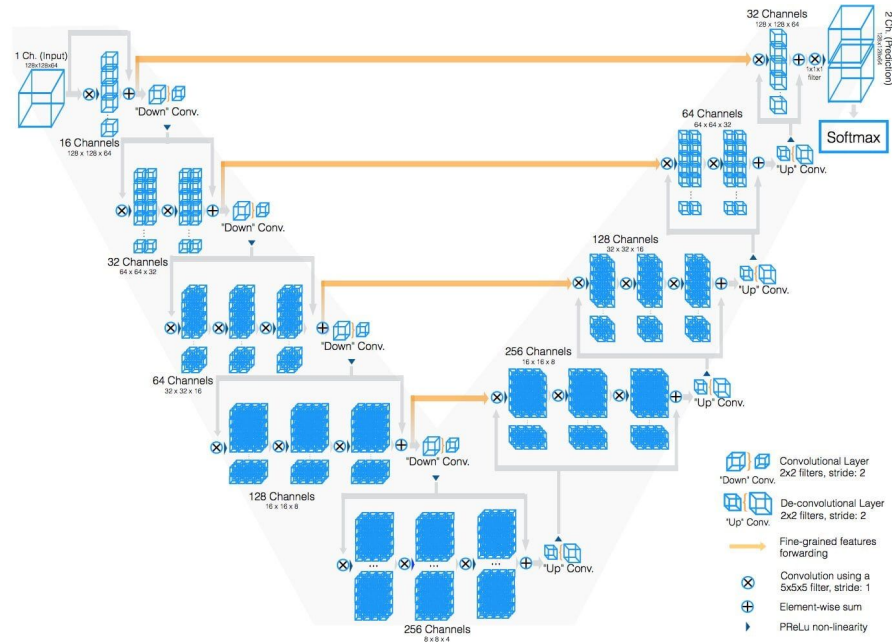 1 Ch. (Input)
128x128x64
"Down" Conv.
16 Channels
128 x 128 x 64
"Down" Conv.
32 Channels
64 x 64 x 32
"Down" Conv.
64 Channels
32 x 32 x 16
"Down" Conv.
128 Channels
16 x 16 x 8
256 Channels
8 x 8 x 4
"Up" Conv.
256 Channels
16 x 16 x 8
"Up" Conv.
128 Channels
32 x 32 x 16
"Up" Conv.
64 Channels
64 x 64 x 32
"Up" Conv.
32 Channels
128 x 128 x 64
1x1x1
filter
2 Ch. (Prediction)
128x128x64
Softmax
"Down" Conv.
Convolutional Layer
2x2 filters, stride: 2
"Up" Conv.
De-convolutional Layer
2x2 filters, stride: 2
Fine-grained features
forwarding
Convolution using a
5x5x5 filter, stride: 1
Element-wise sum
PReLu non-linearity